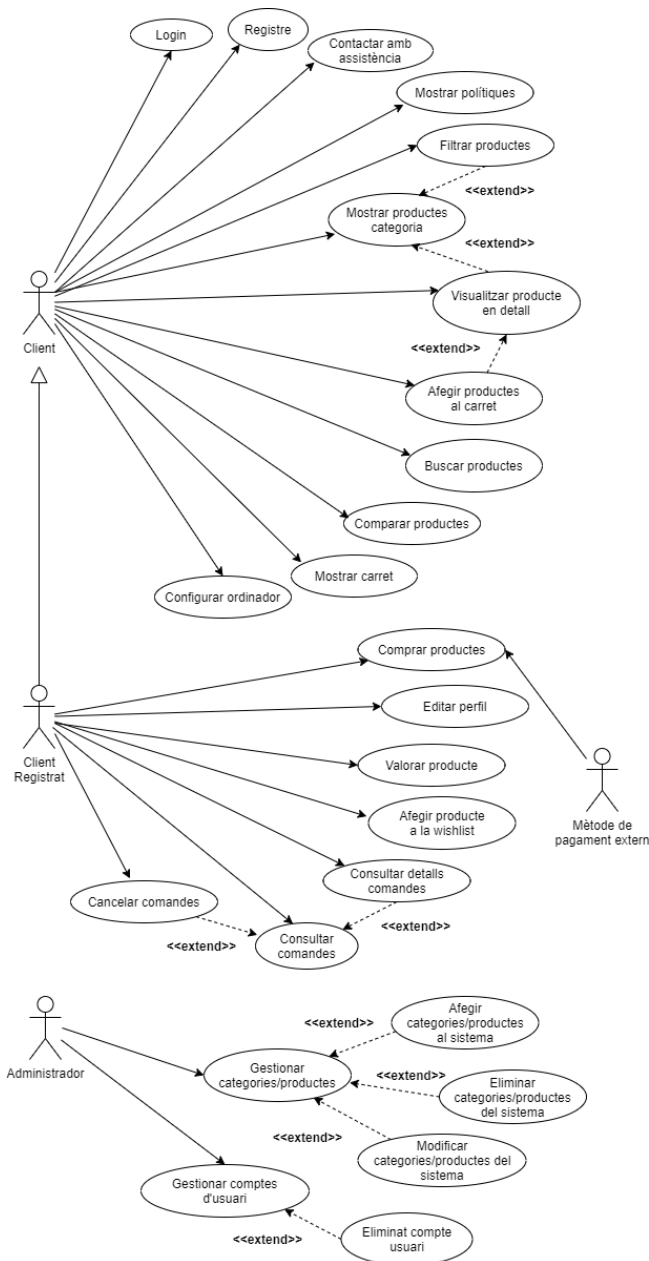 Login
Registre
Contactar amb
assistència
Mostrar polítiques
Filtrar productes
<<extend>>
Mostrar productes
categoria
<<extend>>
Visualitzar producte
en detall
Client
<<extend>>
Afegir productes
al carret
Buscar productes
Comparar productes
Mostrar carret
Configurar ordinador
Comprar productes
Editar perfil
Client
Registrat
Valorar producte
Mètode de
pagament extern
Afegir producte
a la wishlist
Consultar detalls
comandes
Cancelar comandes
<<extend>>
<<extend>>
Consultar
comandes
Administrador
Afegir
categories/productes
al sistema
<<extend>>
Gestionar
categories/productes
<<extend>>
Eliminar
categories/productes
del sistema
<<extend>>
Modificar
categories/productes del
sistema
Gestionar comptes
d'usuari
<<extend>>
Eliminat compte
usuari